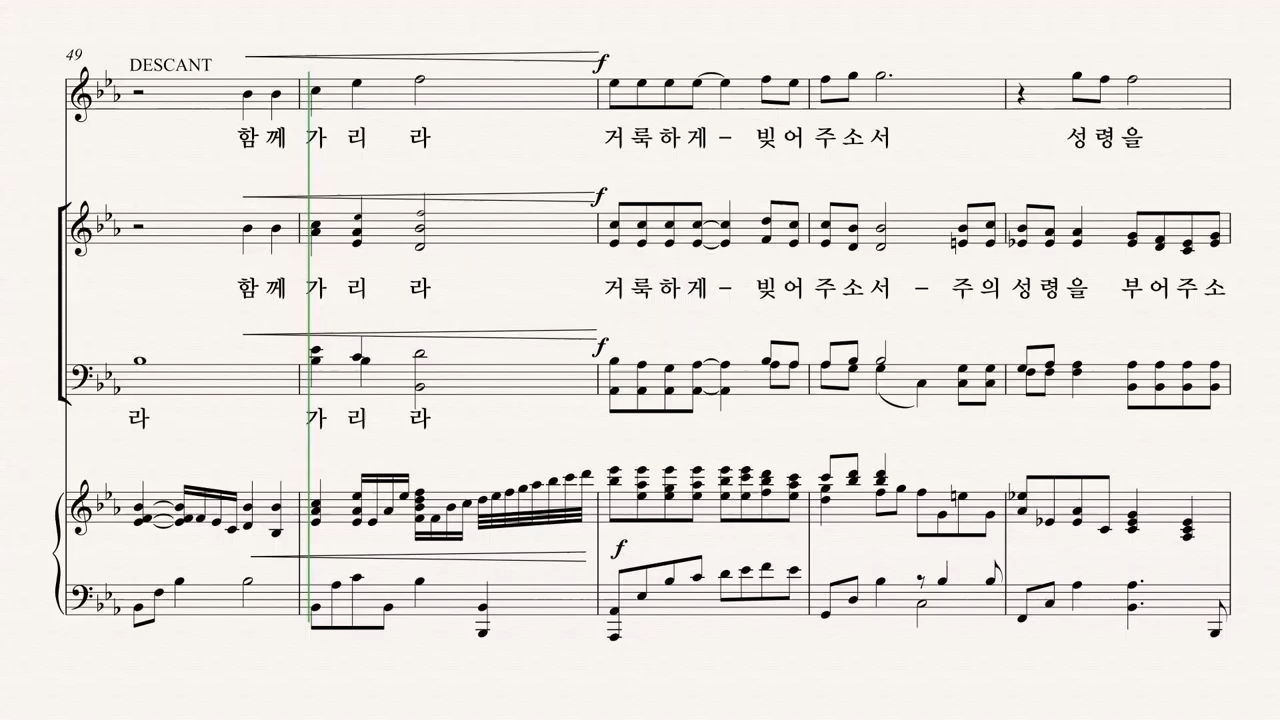 49
DESCANT
f
함께 가 리 라 거룩하게 – 빚어 주소서 성령을
f
함께 가 리 라 거룩하게 – 빚어 주소서 – 주의 성령을 부어주소
f
라 가 리 라
f